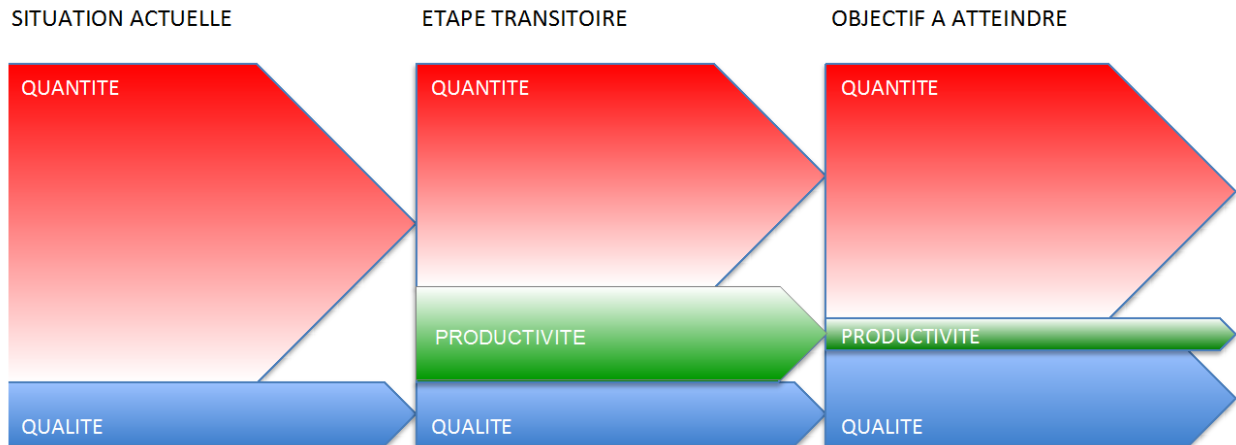 SITUATION ACTUELLE
ETAPE TRANSITOIRE
OBJECTIF A ATTEINDRE
QUANTITE
QUANTITE
QUANTITE
PRODUCTIVITE
PRODUCTIVITE
QUALITE
QUALITE
QUALITE